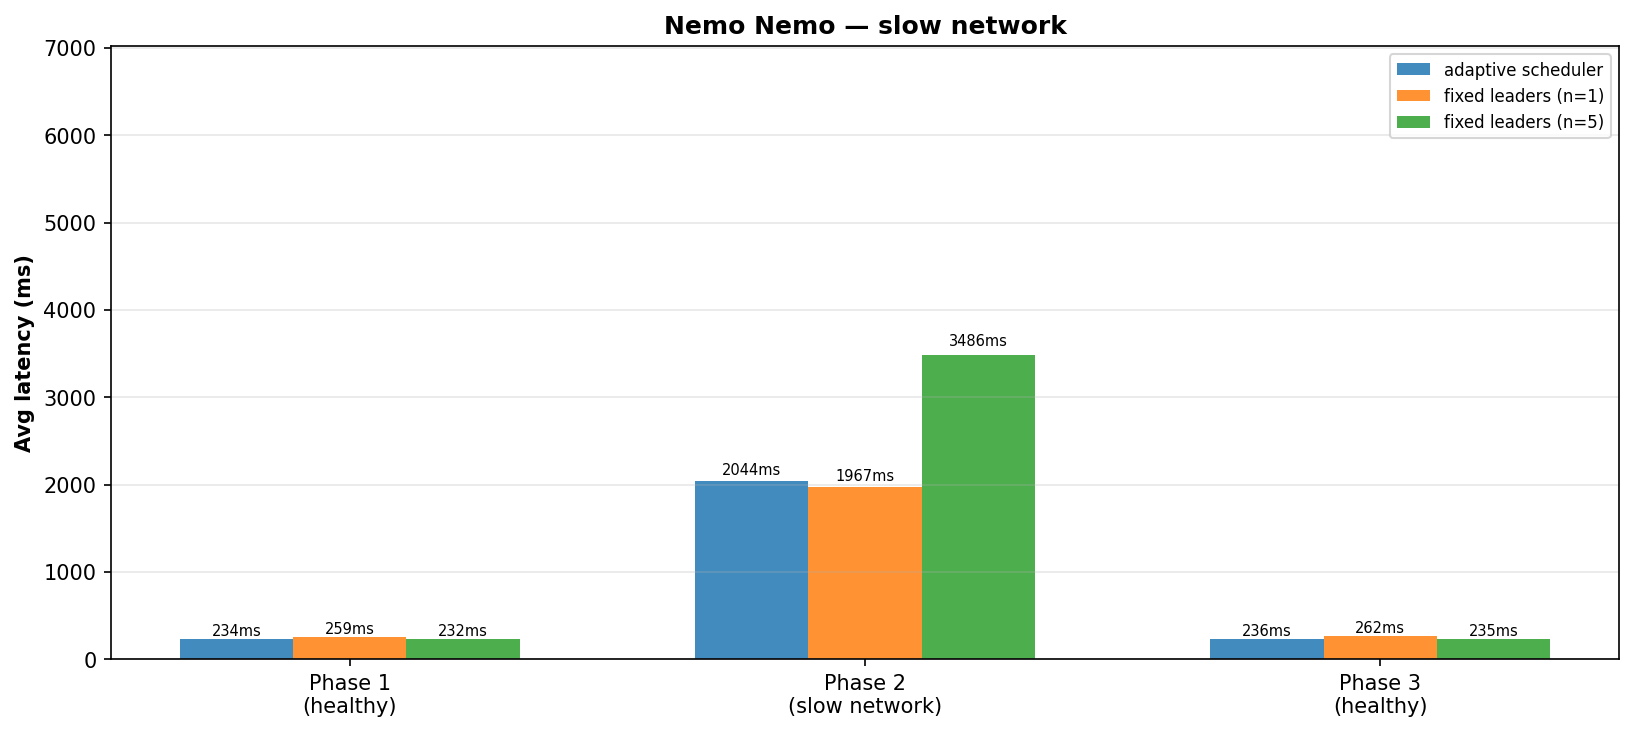 Nemo Nemo — slow network
Avg latency (ms)
7000
6000
5000
4000
3000
2000
1000
0
adaptive scheduler
fixed leaders (n=1)
fixed leaders (n=5)
234ms
259ms
232ms
2044ms
1967ms
3486ms
236ms
262ms
235ms
Phase 1
(healthy)
Phase 2
(slow network)
Phase 3
(healthy)